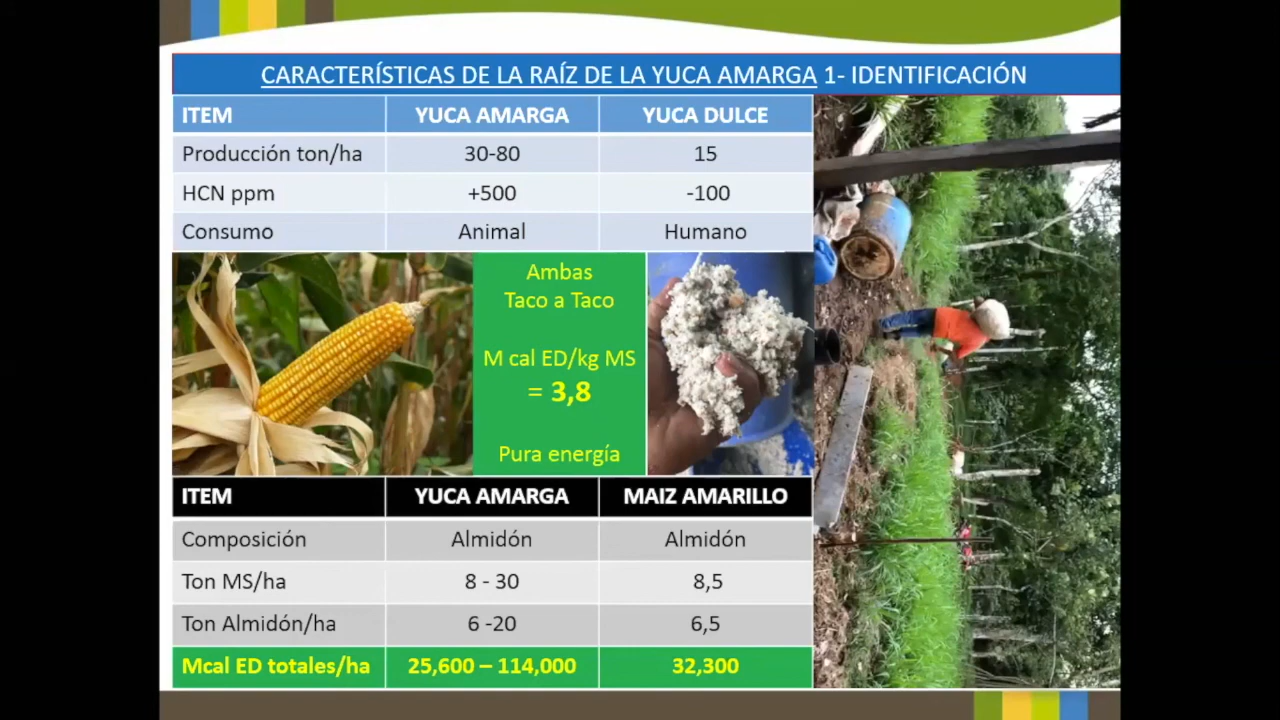 CARACTERÍSTICAS DE LA RAÍZ DE LA YUCA AMARGA 1- IDENTIFICACIÓN
ITEM YUCA AMARGA YUCA DULCE
Producción ton/ha 30-80 15
HCN ppm +500 -100
Consumo Animal Humano
Ambas
Taco a Taco
M cal ED/kg MS
= 3,8
Pura energía
ITEM YUCA AMARGA MAIZ AMARILLO
Composición Almidón Almidón
Ton MS/ha 8 - 30 8,5
Ton Almidón/ha 6 -20 6,5
Mcal ED totales/ha 25,600 – 114,000 32,300